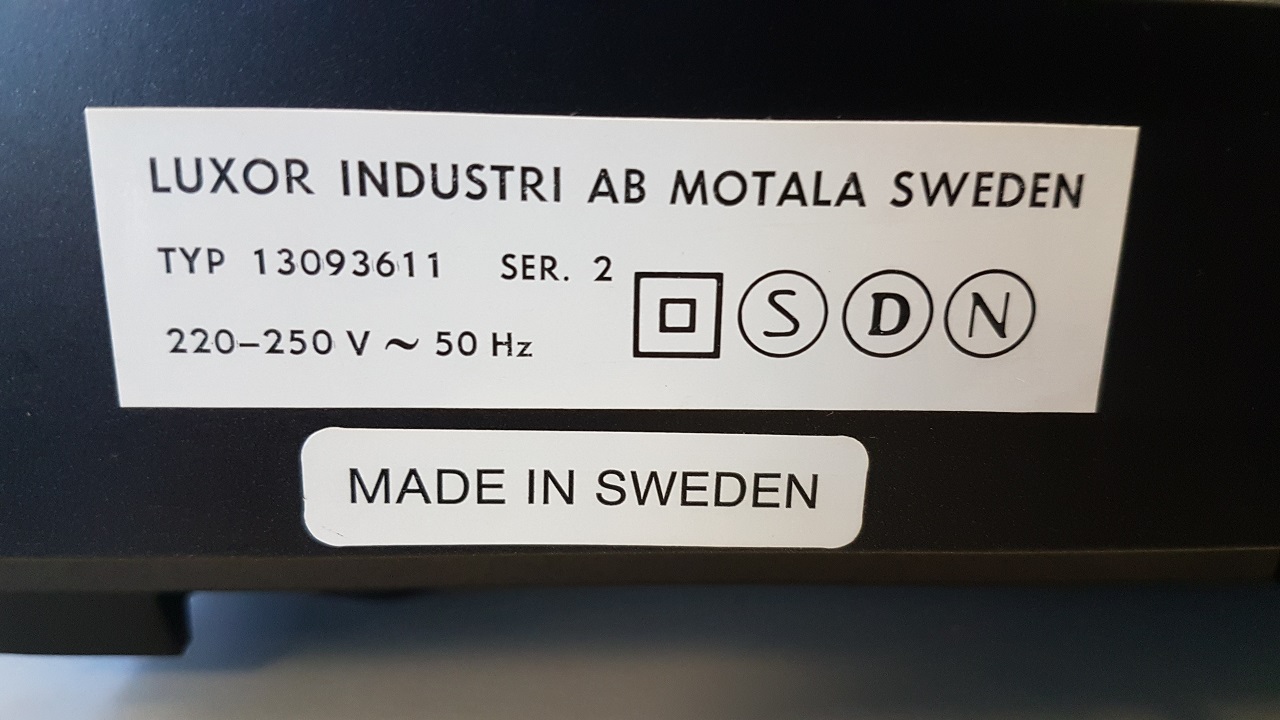 LUXOR INDUSTRI AB MOTALA SWEDEN
TYP 13093611 SER. 2
220–250 V ~ 50 Hz S D N
MADE IN SWEDEN